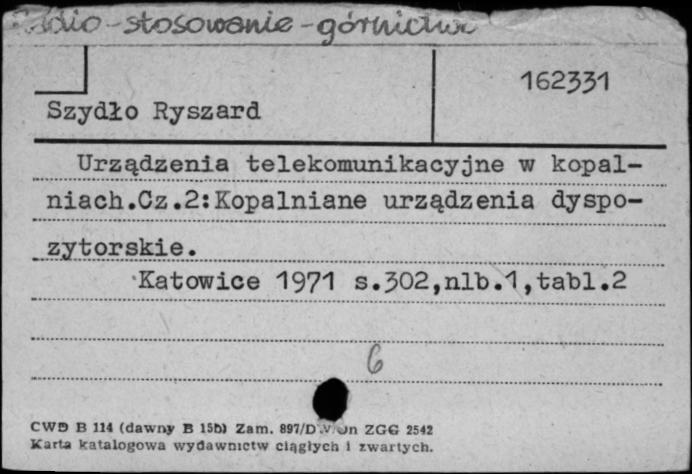 Radio-stosowanie-górnictwo
162331
Szydło Ryszard
Urządzenia telekomunikacyjne w kopal-
niach.Cz.2:Kopalniane urządzenia dyspo-
zytorskie.
Katowice 1971 s.302,nlb.1,tabl.2
6
CWD B 114 (dawny B 15b) Zam. 897/D ZGG 2542
Karta katalogowa wydawnictw ciągłych i zwartych.